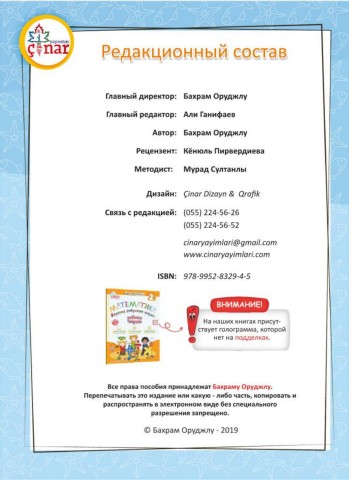 çınar
Редакционный состав
Главный директор: Бахрам Оруджлу
Главный редактор: Али Ганифаев
Автор: Бахрам Оруджлу
Рецензент: Кёнюль Пирвердиева
Методист: Мурад Султанлы
Дизайн: Çinar Dizayn & Qrafik
Связь с редакцией: (055) 224-56-26
(055) 224-56-52
cinaryayimlari@gmail.com
www.cinaryayimlari.com
ISBN: 978-9952-8329-4-5
МАТЕМАТИКА
ВНИМАНИЕ!
На наших книгах присут-
ствует голограмма, которой
нет на подделках.
Все права пособия принадлежат Бахраму Оруджлу.
Перепечатывать это издание или какую - либо часть, копировать и
распространять в электронном виде без специального
разрешения запрещено.
© Бахрам Оруджлу - 2019